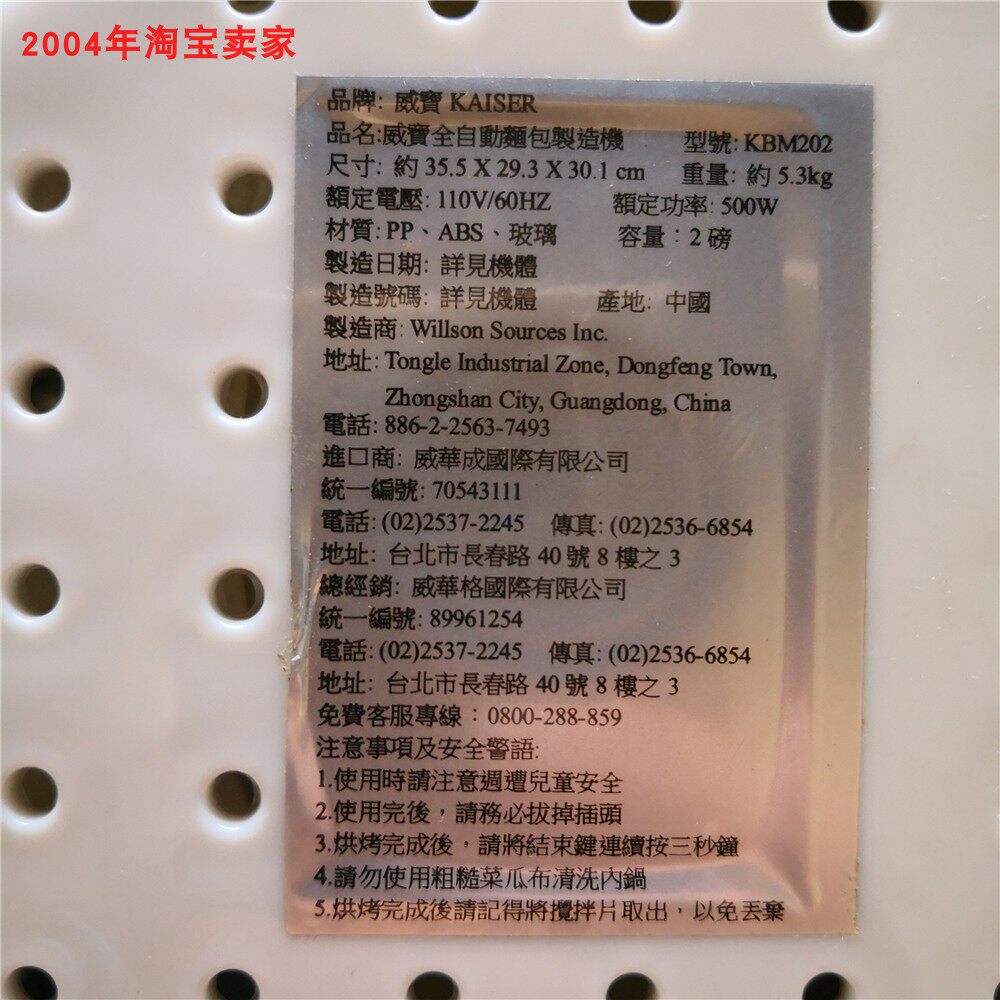 2004年淘宝卖家
品牌: 威寶 KAISER
品名:威寶全自動麵包製造機 型號: KBM202
尺寸: 約 35.5 X 29.3 X 30.1 cm 重量: 約 5.3kg
額定電壓: 110V/60HZ 額定功率: 500W
材質: PP、ABS、玻璃 容量：2 磅
製造日期: 詳見機體
製造號碼: 詳見機體 產地: 中國
製造商: Willson Sources Inc.
地址: Tongle Industrial Zone, Dongfeng Town,
Zhongshan City, Guangdong, China
電話: 886-2-2563-7493
進口商: 威華成國際有限公司
統一編號: 70543111
電話: (02)2537-2245 傳真: (02)2536-6854
地址: 台北市長春路 40 號 8 樓之 3
總經銷: 威華格國際有限公司
統一編號: 89961254
電話: (02)2537-2245 傳真: (02)2536-6854
地址: 台北市長春路 40 號 8 樓之 3
免費客服專線：0800-288-859
注意事項及安全警語:
1.使用時請注意週遭兒童安全
2.使用完後，請務必拔掉插頭
3.烘烤完成後，請將結束鍵連續按三秒鐘
4.請勿使用粗糙菜瓜布清洗內鍋
5.烘烤完成後請記得將攪拌片取出，以免丟棄